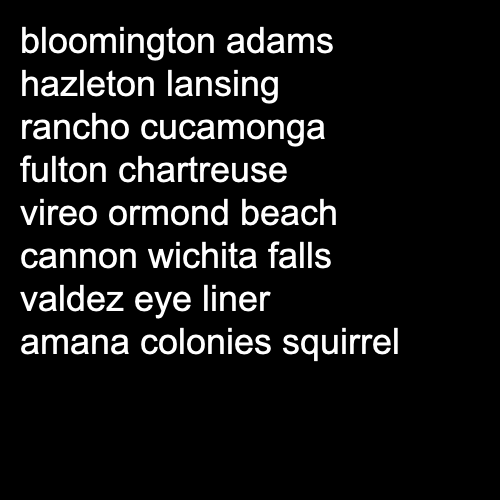 bloomington adams
hazleton lansing
rancho cucamonga
fulton chartreuse
vireo ormond beach
cannon wichita falls
valdez eye liner
amana colonies squirrel